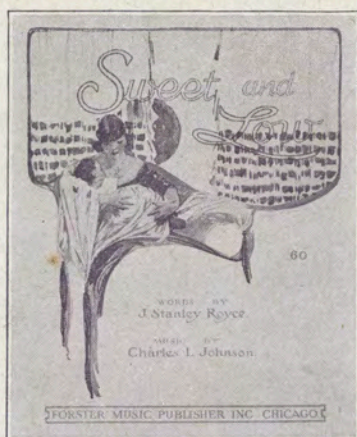 Sweet and
Low
60
WORDS BY
J. Stanley Royce.
MUSIC BY
Charles L. Johnson.
FORSTER MUSIC PUBLISHER INC. CHICAGO